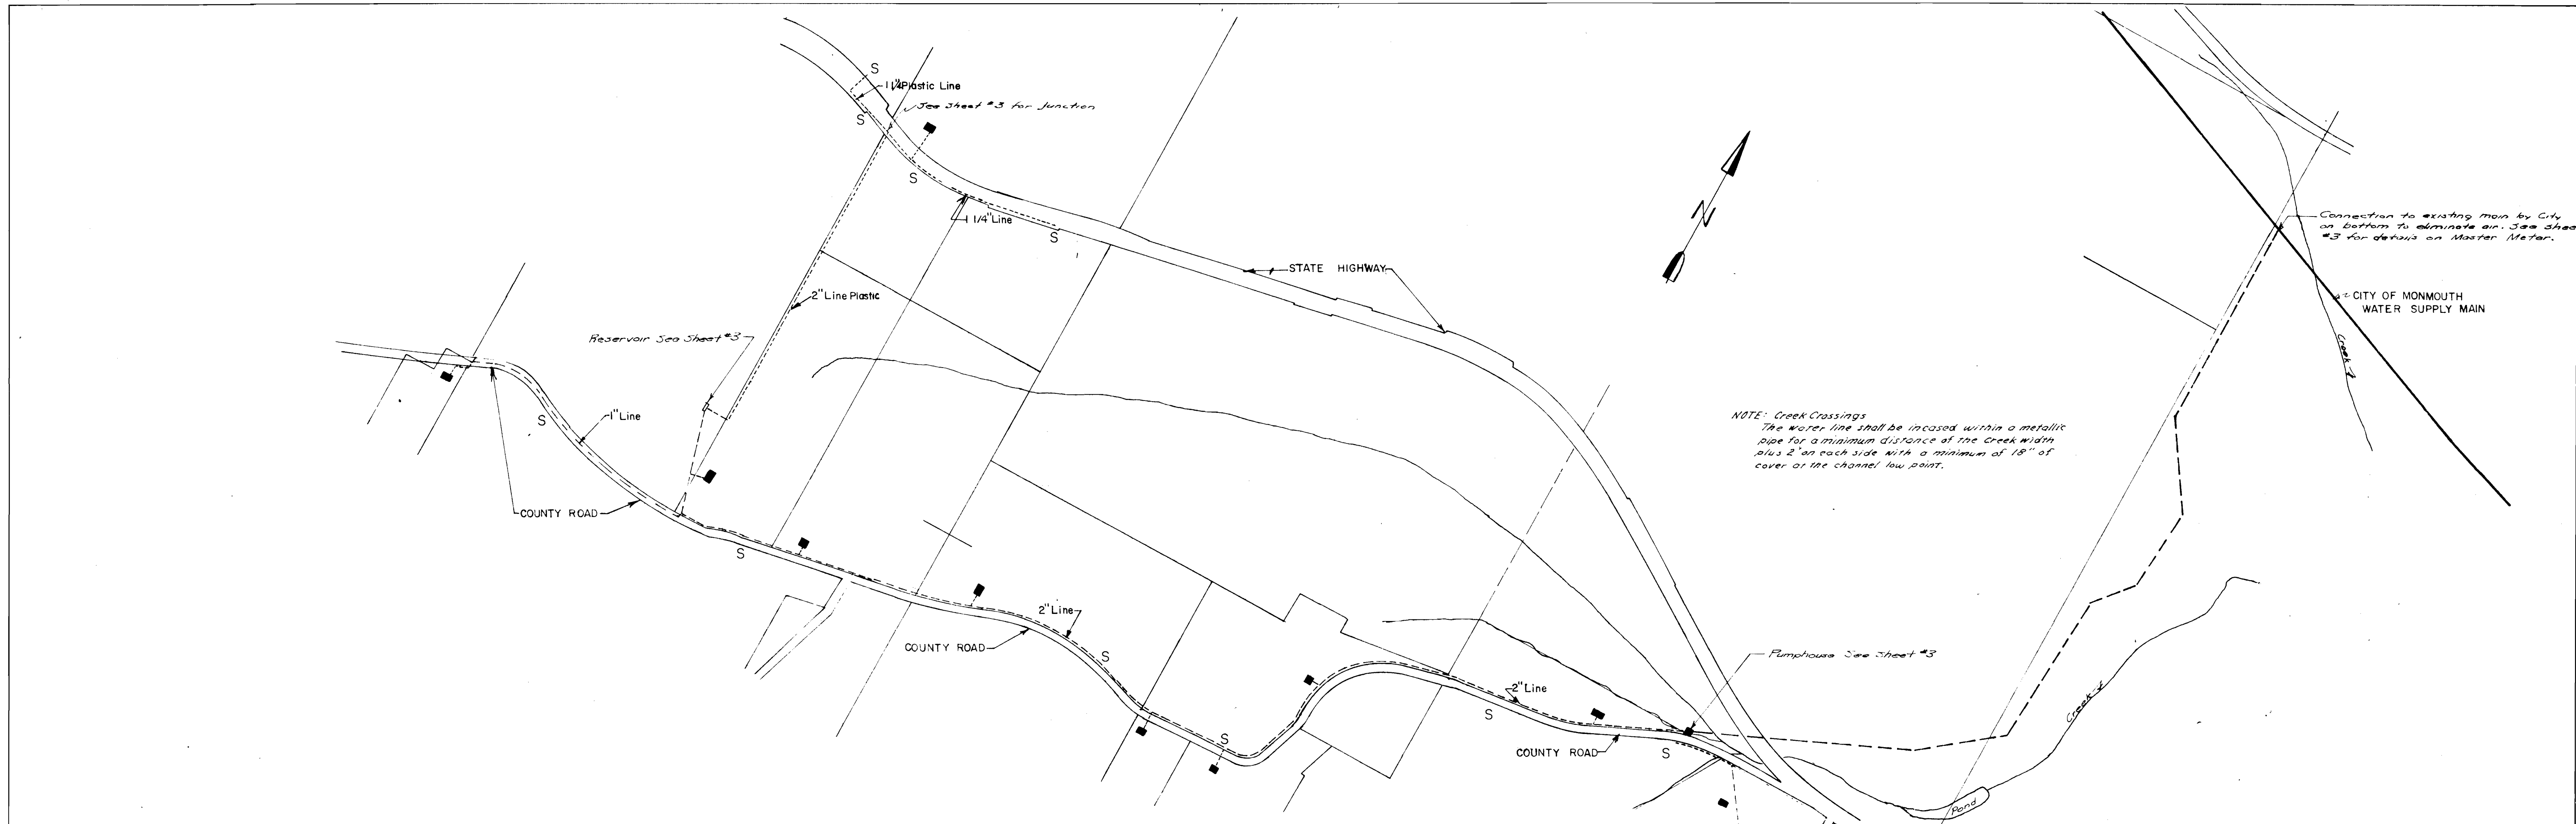 S
1 1/4" Plastic Line
See Sheet #3 for Junction
S
S
1 1/4" Line
S
N
STATE HIGHWAY
Connection to existing main by City
on bottom to eliminate air. See Shee
#3 for details on Master Meter.
CITY OF MONMOUTH
WATER SUPPLY MAIN
Creek
2" Line Plastic
Reservoir See Sheet #3
S
1" Line
COUNTY ROAD
S
NOTE: Creek Crossings
The water line shall be incased within a metallic
pipe for a minimum distance of the Creek width
plus 2' on each side with a minimum of 18" of
cover at the channel low point.
2" Line
COUNTY ROAD
S
S
Pumphouse See Sheet #3
2" Line
S
COUNTY ROAD
S
Creek
Pond